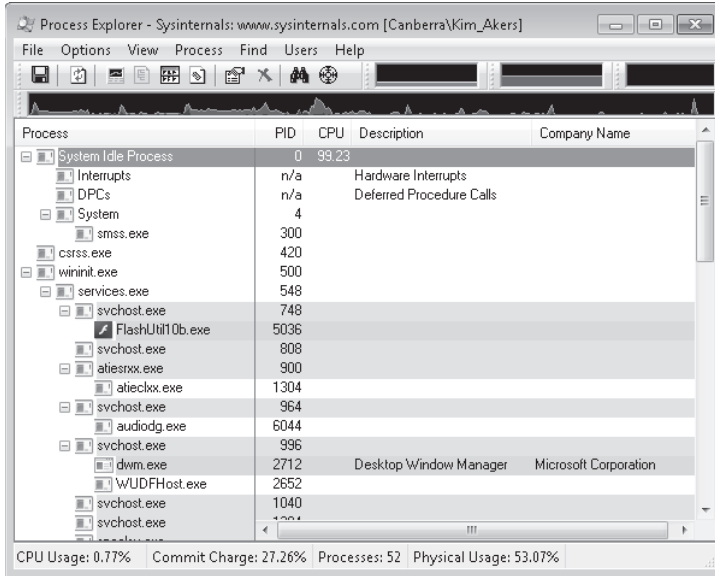 Process Explorer - Sysinternals: www.sysinternals.com [Canberra\Kim_Akers]
File Options View Process Find Users Help
Process PID CPU Description Company Name
System Idle Process 0 99.23
Interrupts n/a Hardware Interrupts
DPCs n/a Deferred Procedure Calls
System 4
smss.exe 300
csrss.exe 420
wininit.exe 500
services.exe 548
svchost.exe 748
FlashUtil10b.exe 5036
svchost.exe 808
atiesrxx.exe 900
atieclxx.exe 1304
svchost.exe 964
audiodg.exe 6044
svchost.exe 996
dwm.exe 2712 Desktop Window Manager Microsoft Corporation
WUDFHost.exe 2652
svchost.exe 1040
svchost.exe
CPU Usage: 0.77% Commit Charge: 27.26% Processes: 52 Physical Usage: 53.07%